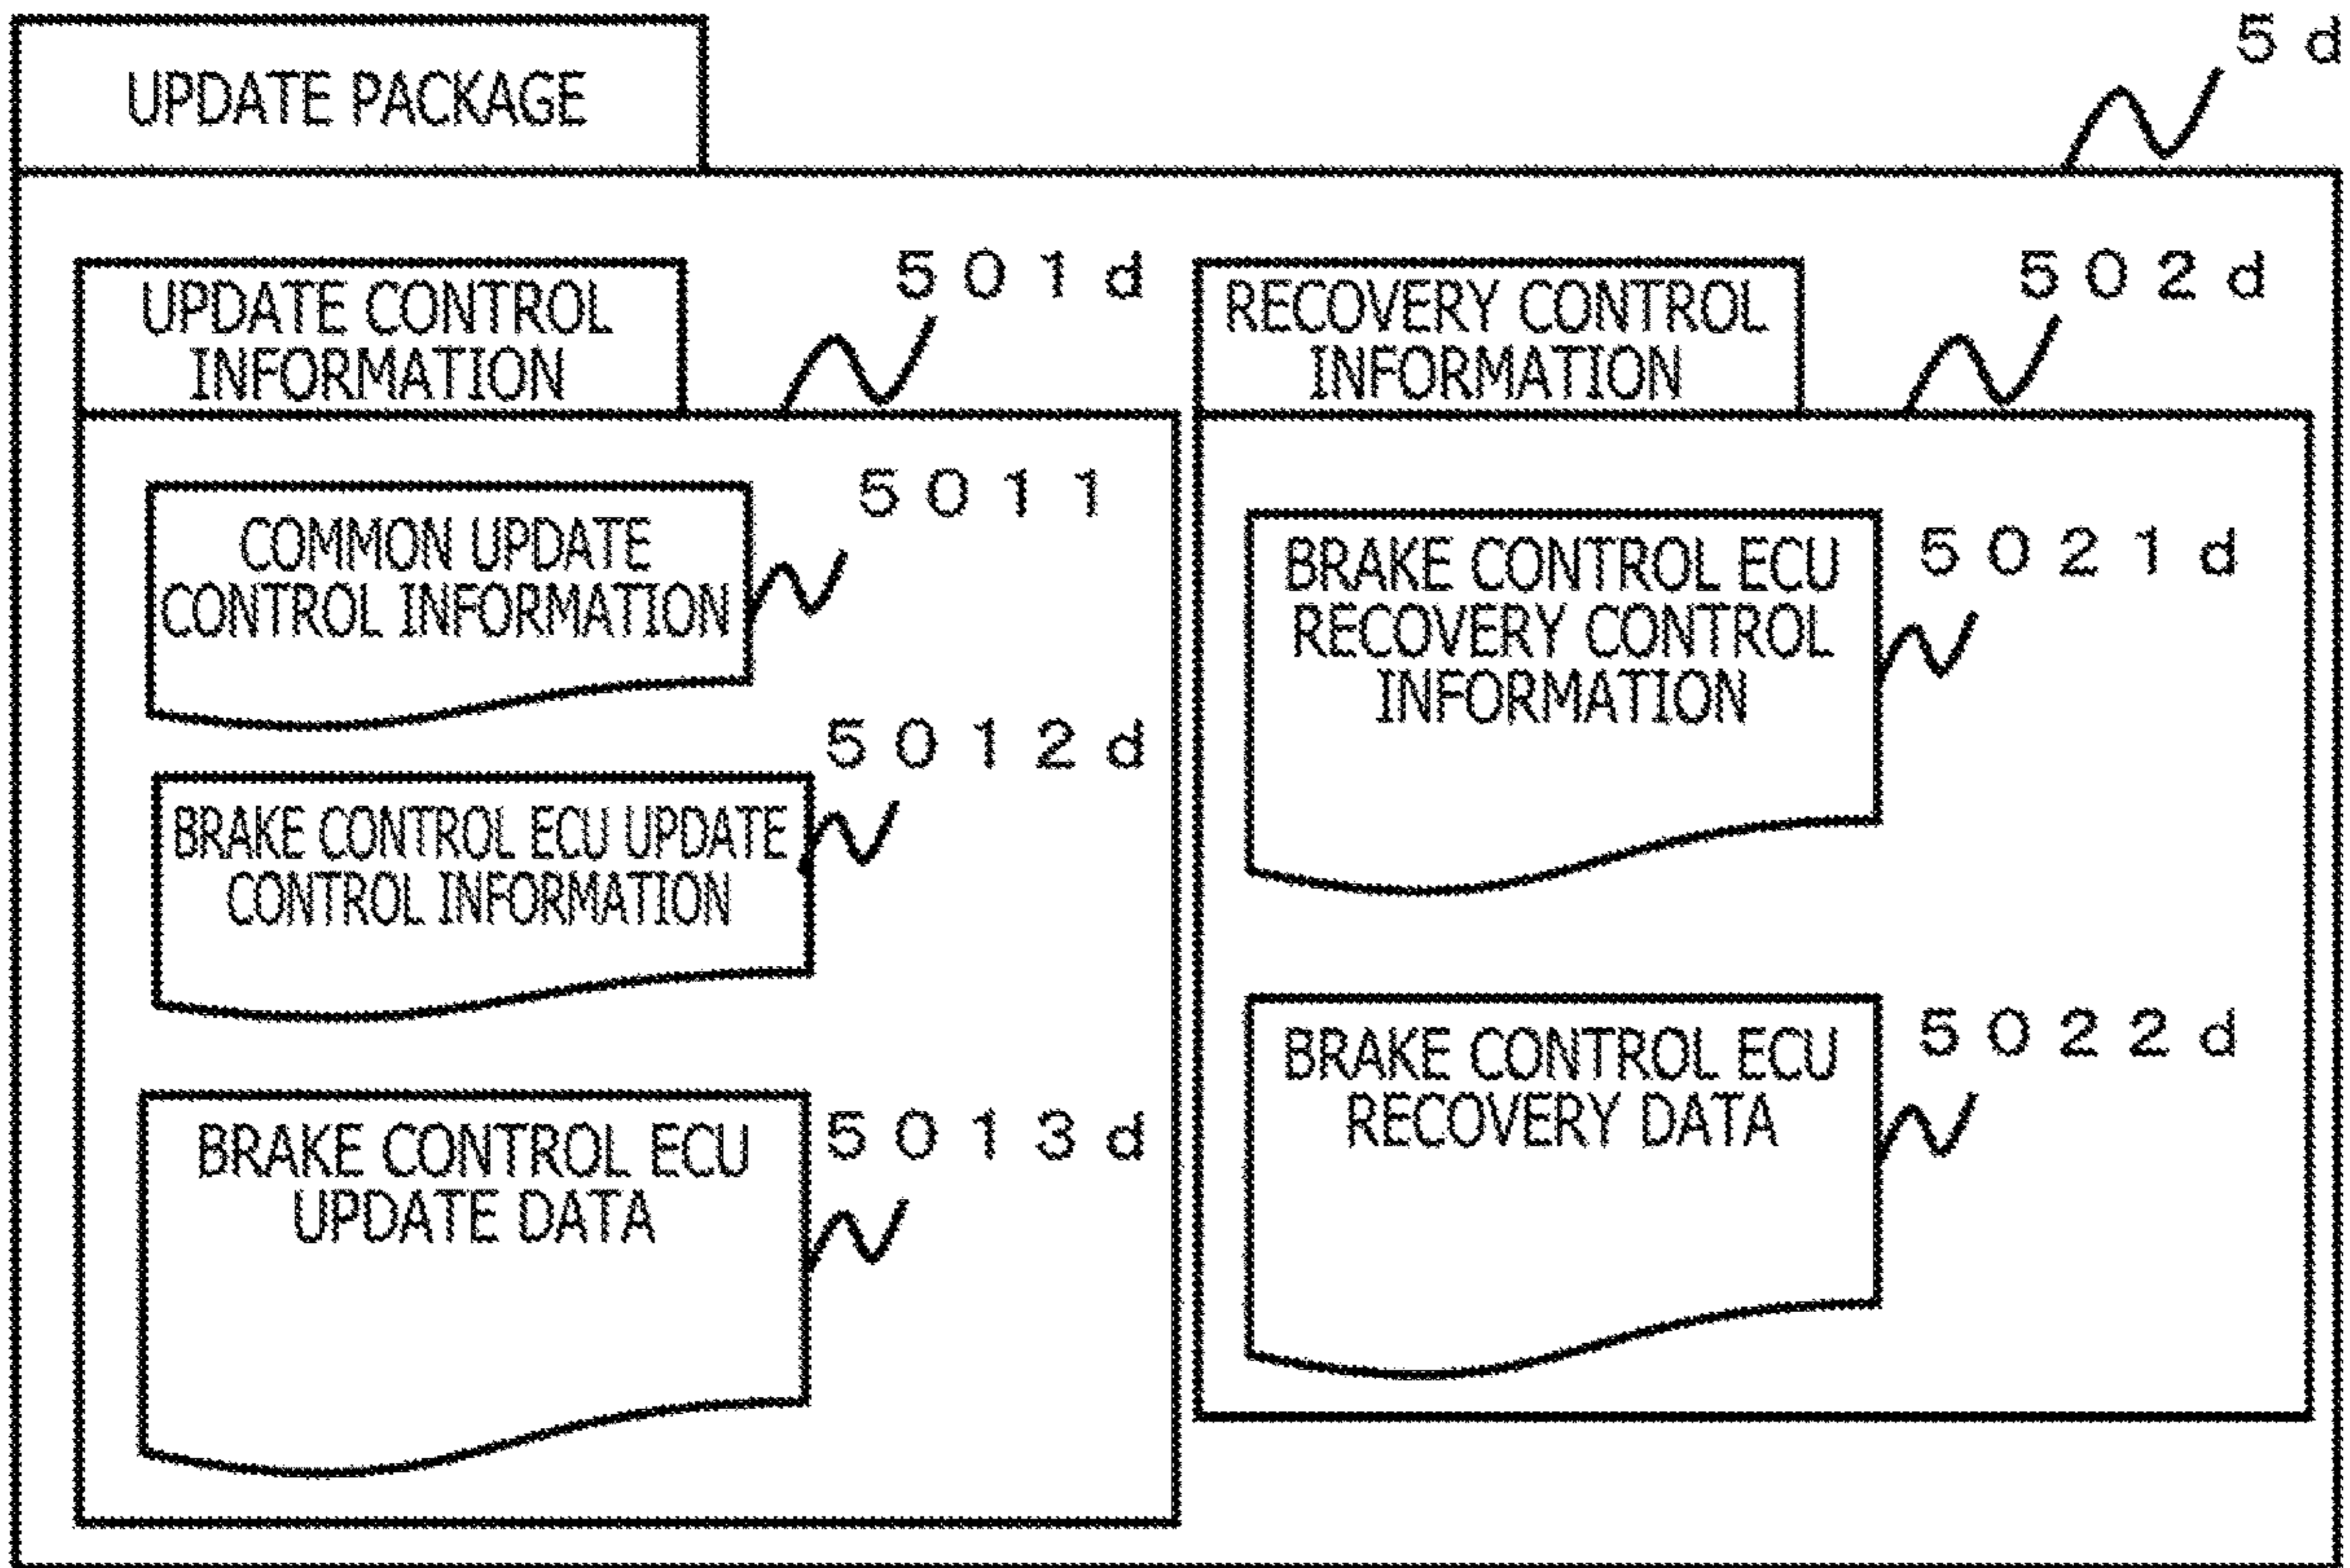 UPDATE PACKAGE
5d
UPDATE CONTROL
INFORMATION
501d
COMMON UPDATE
CONTROL INFORMATION
5011
BRAKE CONTROL ECU UPDATE
CONTROL INFORMATION
5012d
BRAKE CONTROL ECU
UPDATE DATA
5013d
RECOVERY CONTROL
INFORMATION
502d
BRAKE CONTROL ECU
RECOVERY CONTROL
INFORMATION
5021d
BRAKE CONTROL ECU
RECOVERY DATA
5022d